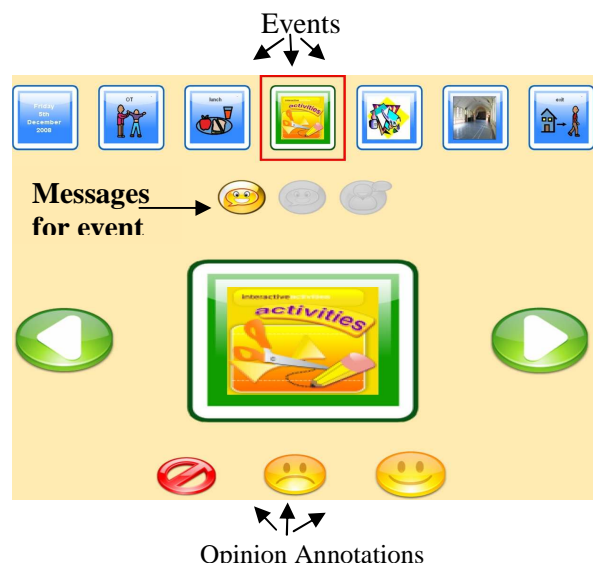 Events
Friday
5th
December
2008
OT
lunch
activities
exit
Messages
for event
interactive
activities
Opinion Annotations